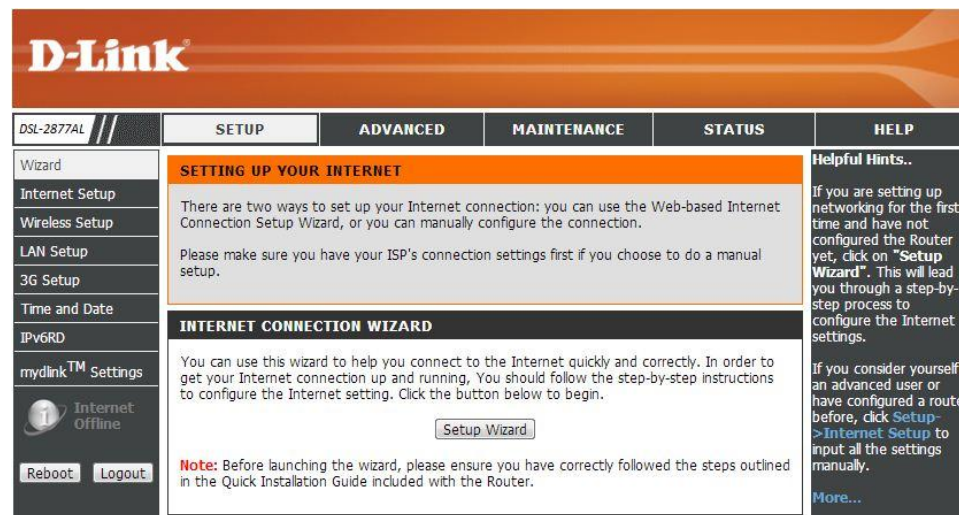 D-Link
DSL-2877AL
SETUP
ADVANCED
MAINTENANCE
STATUS
HELP
Wizard
Internet Setup
Wireless Setup
LAN Setup
3G Setup
Time and Date
IPv6RD
mydlink™ Settings
Internet
Offline
Reboot
Logout
SETTING UP YOUR INTERNET
There are two ways to set up your Internet connection: you can use the Web-based Internet
Connection Setup Wizard, or you can manually configure the connection.
Please make sure you have your ISP's connection settings first if you choose to do a manual
setup.
INTERNET CONNECTION WIZARD
You can use this wizard to help you connect to the Internet quickly and correctly. In order to
get your Internet connection up and running, You should follow the step-by-step instructions
to configure the Internet setting. Click the button below to begin.
Setup Wizard
Note: Before launching the wizard, please ensure you have correctly followed the steps outlined
in the Quick Installation Guide included with the Router.
Helpful Hints..
If you are setting up
networking for the first
time and have not
configured the Router
yet, click on "Setup
Wizard". This will lead
you through a step-by-
step process to
configure the Internet
settings.
If you consider yourself
an advanced user or
have configured a route
before, click Setup-
>Internet Setup to
input all the settings
manually.
More...